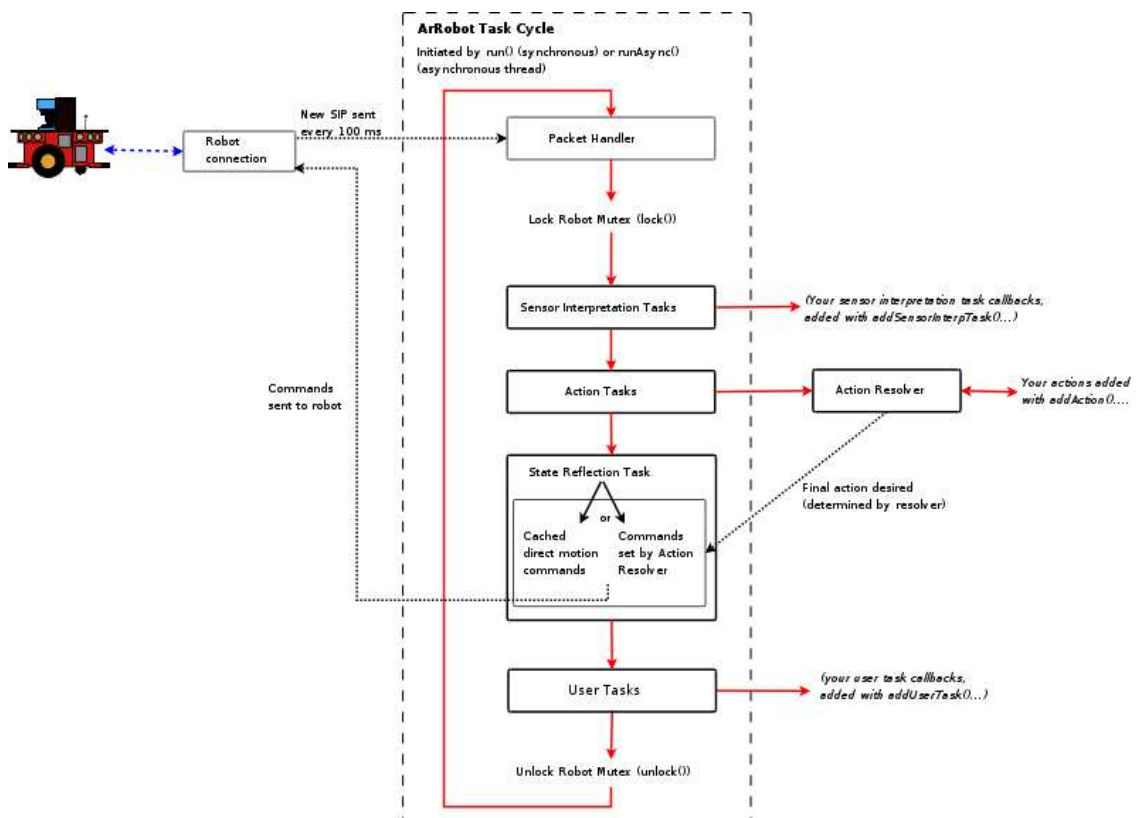 ArRobot Task Cycle
Initiated by run() (synchronous) or runAsync()
(asynchronous thread)
New SIP sent
every 100 ms
Robot
connection
Packet Handler
Lock Robot Mutex (lock())
Sensor Interpretation Tasks
(Your sensor interpretation task callbacks,
added with addSensorInterpTask()...)
Action Tasks
Action Resolver
Your actions added
with addAction()....
Commands
sent to robot
State Reflection Task
or
Cached
direct motion
commands
Commands
set by Action
Resolver
Final action desired
(determined by resolver)
User Tasks
(your user task callbacks,
added with addUserTask()...)
Unlock Robot Mutex (unlock())